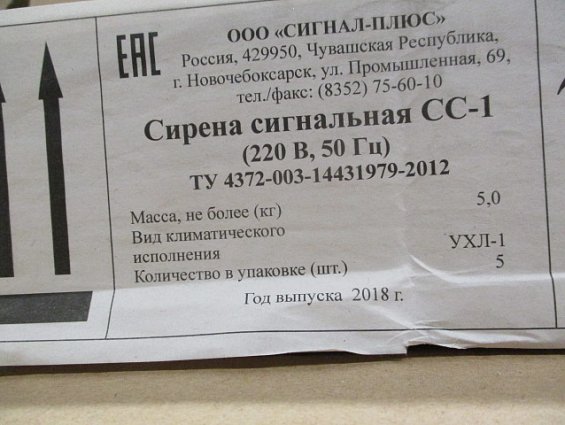 EAC
ООО «СИГНАЛ-ПЛЮС»
Россия, 429950, Чувашская Республика,
г. Новочебоксарск, ул. Промышленная, 69,
тел./факс: (8352) 75-60-10
Сирена сигнальная СС-1
(220 В, 50 Гц)
ТУ 4372-003-14431979-2012
Масса, не более (кг) 5,0
Вид климатического
исполнения УХЛ-1
Количество в упаковке (шт.) 5
Год выпуска 2018 г.